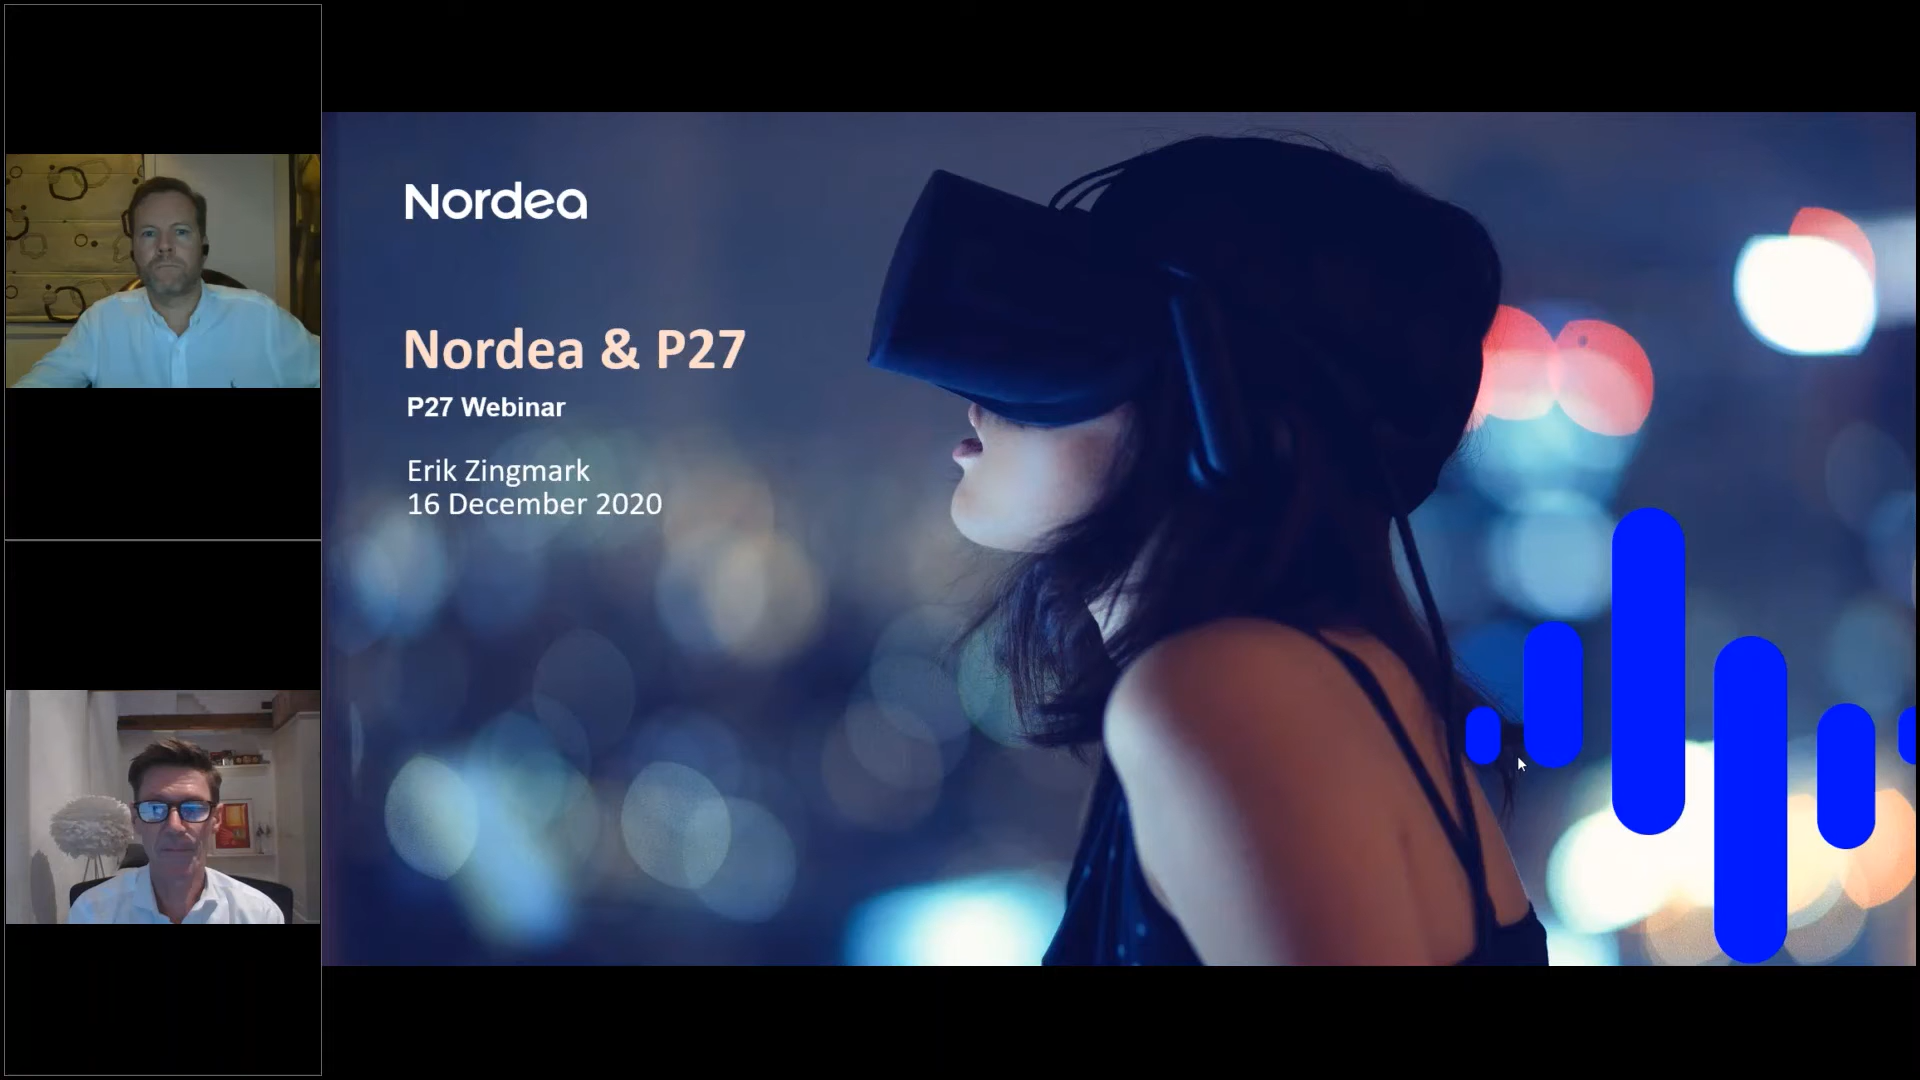 Nordea
Nordea & P27
P27 Webinar
Erik Zingmark
16 December 2020